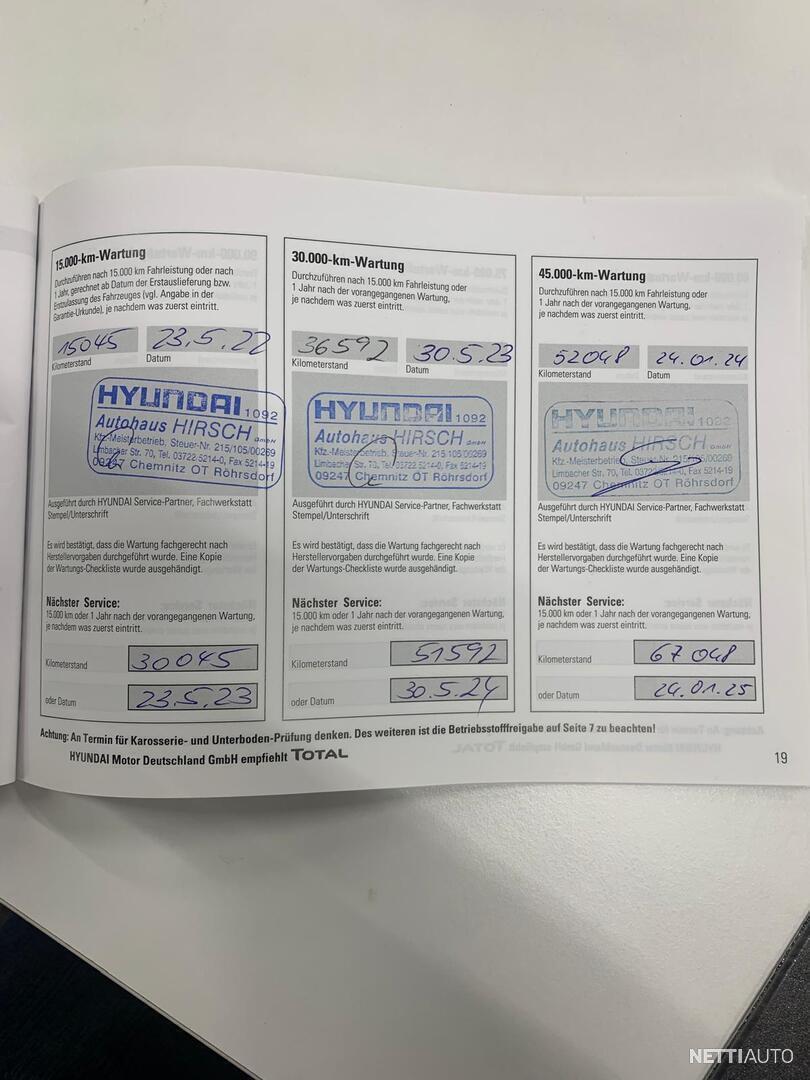 15.000-km-Wartung
Durchzuführen nach 15.000 km Fahrleistung oder nach
1 Jahr, gerechnet ab Datum der Erstauslieferung bzw.
Erstzulassung des Fahrzeuges (vgl. Angabe in der
Garantie-Urkunde), je nachdem was zuerst eintritt.
15045 23.5.22
Kilometerstand Datum
HYUNDAI 1092
Autohaus HIRSCH GmbH
Kfz.-Meisterbetrieb, Steuer-Nr. 215/105/00269
Limbacher Str. 70, Tel. 03722-5214-0, Fax 5214-19
09247 Chemnitz OT Röhrsdorf
Ausgeführt durch HYUNDAI Service-Partner, Fachwerkstatt
Stempel/Unterschrift
Es wird bestätigt, dass die Wartung fachgerecht nach
Herstellervorgaben durchgeführt wurde. Eine Kopie
der Wartungs-Checkliste wurde ausgehändigt.
Nächster Service:
15.000 km oder 1 Jahr nach der vorangegangenen Wartung,
je nachdem was zuerst eintritt.
Kilometerstand 30045
oder Datum 23.5.23
30.000-km-Wartung
Durchzuführen nach 15.000 km Fahrleistung oder
1 Jahr nach der vorangegangenen Wartung,
je nachdem was zuerst eintritt.
36592 30.5.23
Kilometerstand Datum
HYUNDAI 1092
Autohaus HIRSCH GmbH
Kfz.-Meisterbetrieb, Steuer-Nr. 215/105/00269
Limbacher Str. 70, Tel. 03722-5214-0, Fax 5214-19
09247 Chemnitz OT Röhrsdorf
Ausgeführt durch HYUNDAI Service-Partner, Fachwerkstatt
Stempel/Unterschrift
Es wird bestätigt, dass die Wartung fachgerecht nach
Herstellervorgaben durchgeführt wurde. Eine Kopie
der Wartungs-Checkliste wurde ausgehändigt.
Nächster Service:
15.000 km oder 1 Jahr nach der vorangegangenen Wartung,
je nachdem was zuerst eintritt.
Kilometerstand 51592
oder Datum 30.5.24
45.000-km-Wartung
Durchzuführen nach 15.000 km Fahrleistung oder
1 Jahr nach der vorangegangenen Wartung,
je nachdem was zuerst eintritt.
52048 24.01.24
Kilometerstand Datum
HYUNDAI 1092
Autohaus HIRSCH GmbH
Kfz.-Meisterbetrieb, Steuer-Nr. 215/105/00269
Limbacher Str. 70, Tel. 03722-5214-0, Fax 5214-19
09247 Chemnitz OT Röhrsdorf
Ausgeführt durch HYUNDAI Service-Partner, Fachwerkstatt
Stempel/Unterschrift
Es wird bestätigt, dass die Wartung fachgerecht nach
Herstellervorgaben durchgeführt wurde. Eine Kopie
der Wartungs-Checkliste wurde ausgehändigt.
Nächster Service:
15.000 km oder 1 Jahr nach der vorangegangenen Wartung,
je nachdem was zuerst eintritt.
Kilometerstand 67048
oder Datum 24.01.25
Achtung: An Termin für Karosserie- und Unterboden-Prüfung denken. Des weiteren ist die Betriebsstofffreigabe auf Seite 7 zu beachten!
HYUNDAI Motor Deutschland GmbH empfiehlt TOTAL
19
NETTIAUTO